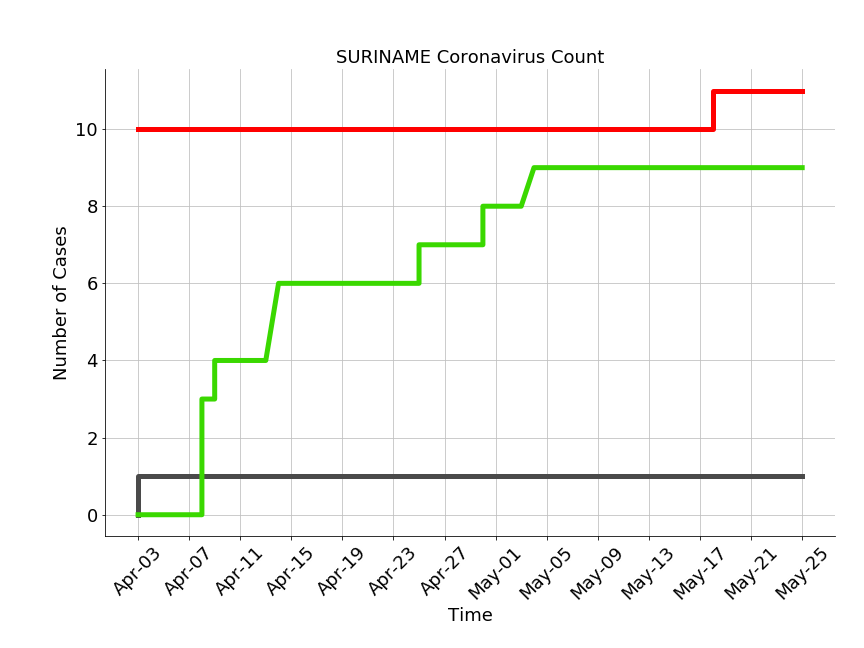 SURINAME Coronavirus Count
Number of Cases
10
8
6
4
2
0
Apr-03
Apr-07
Apr-11
Apr-15
Apr-19
Apr-23
Apr-27
May-01
May-05
May-09
May-13
May-17
May-21
May-25
Time